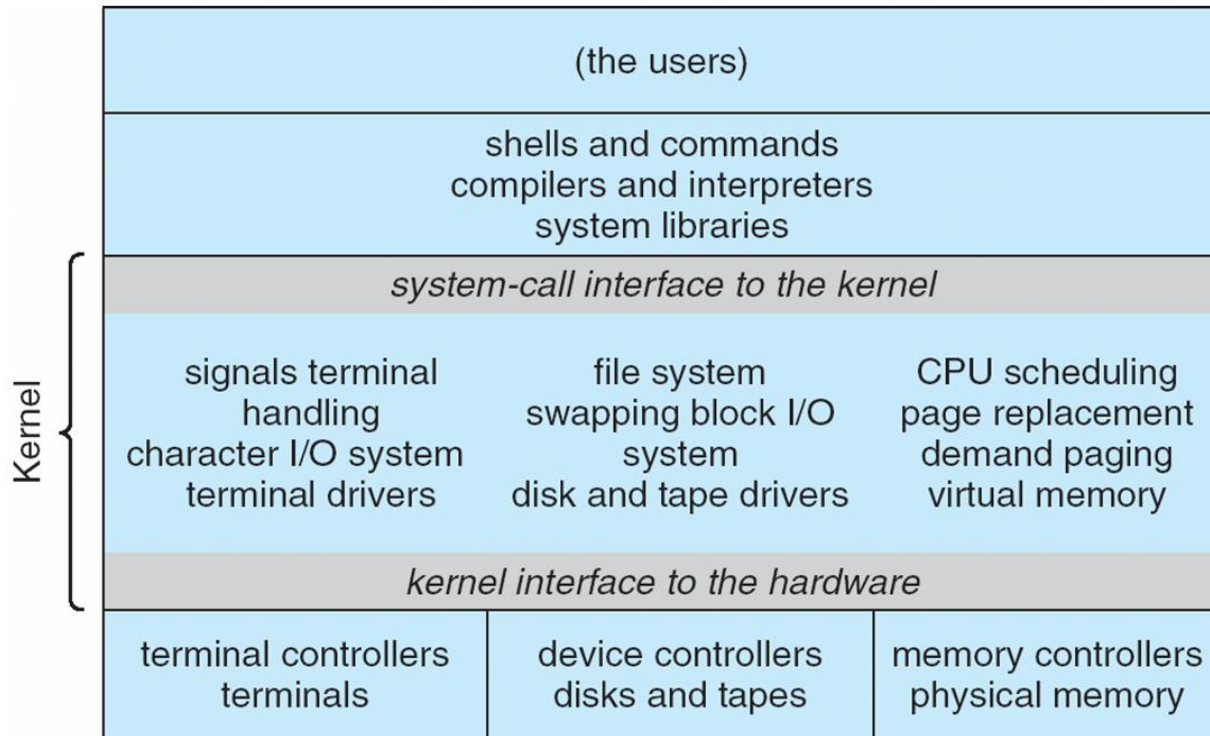 (the users)
shells and commands
compilers and interpreters
system libraries
Kernel
system-call interface to the kernel
signals terminal
handling
character I/O system
terminal drivers
file system
swapping block I/O
system
disk and tape drivers
CPU scheduling
page replacement
demand paging
virtual memory
kernel interface to the hardware
terminal controllers
terminals
device controllers
disks and tapes
memory controllers
physical memory